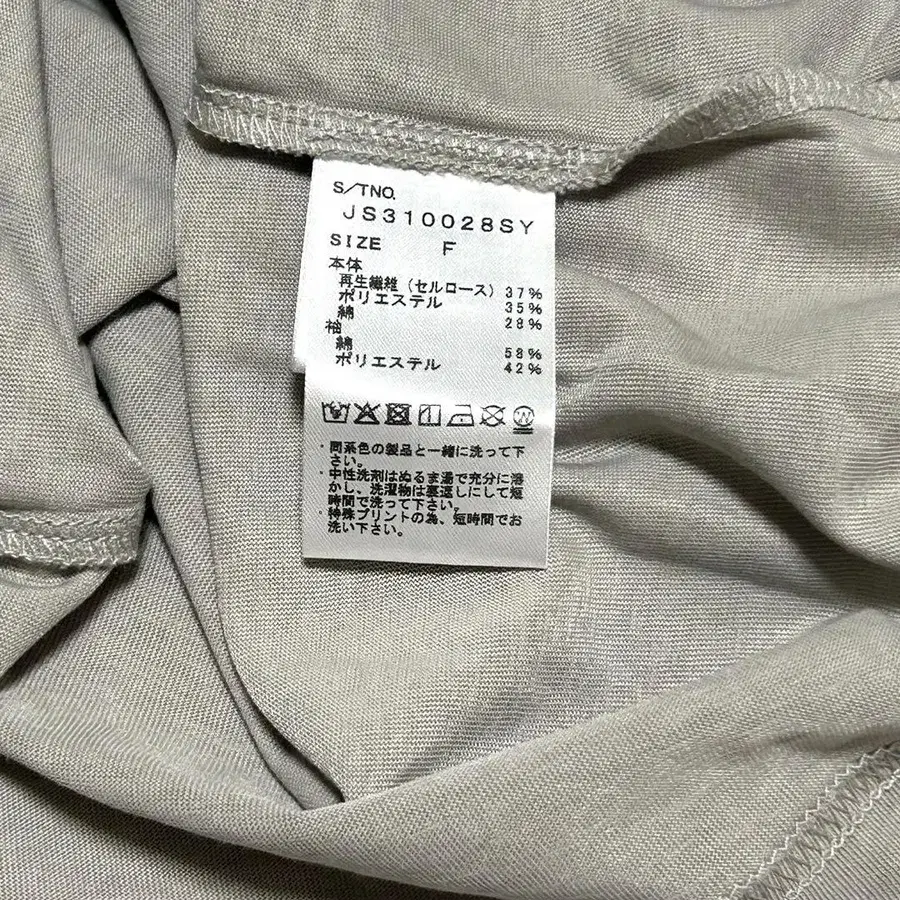 S/TNO.
JS310028SY
SIZE F
本体
再生繊維（セルロース）37%
ポリエステル 35%
綿 28%
袖
綿 58%
ポリエステル 42%
W
・同系色の製品と一緒に洗って下
さい。
・中性洗剤はぬるま湯で充分に溶
かし、洗濯物は裏返しにして短
時間で洗って下さい。
・特殊プリントの為、短時間でお
洗い下さい。